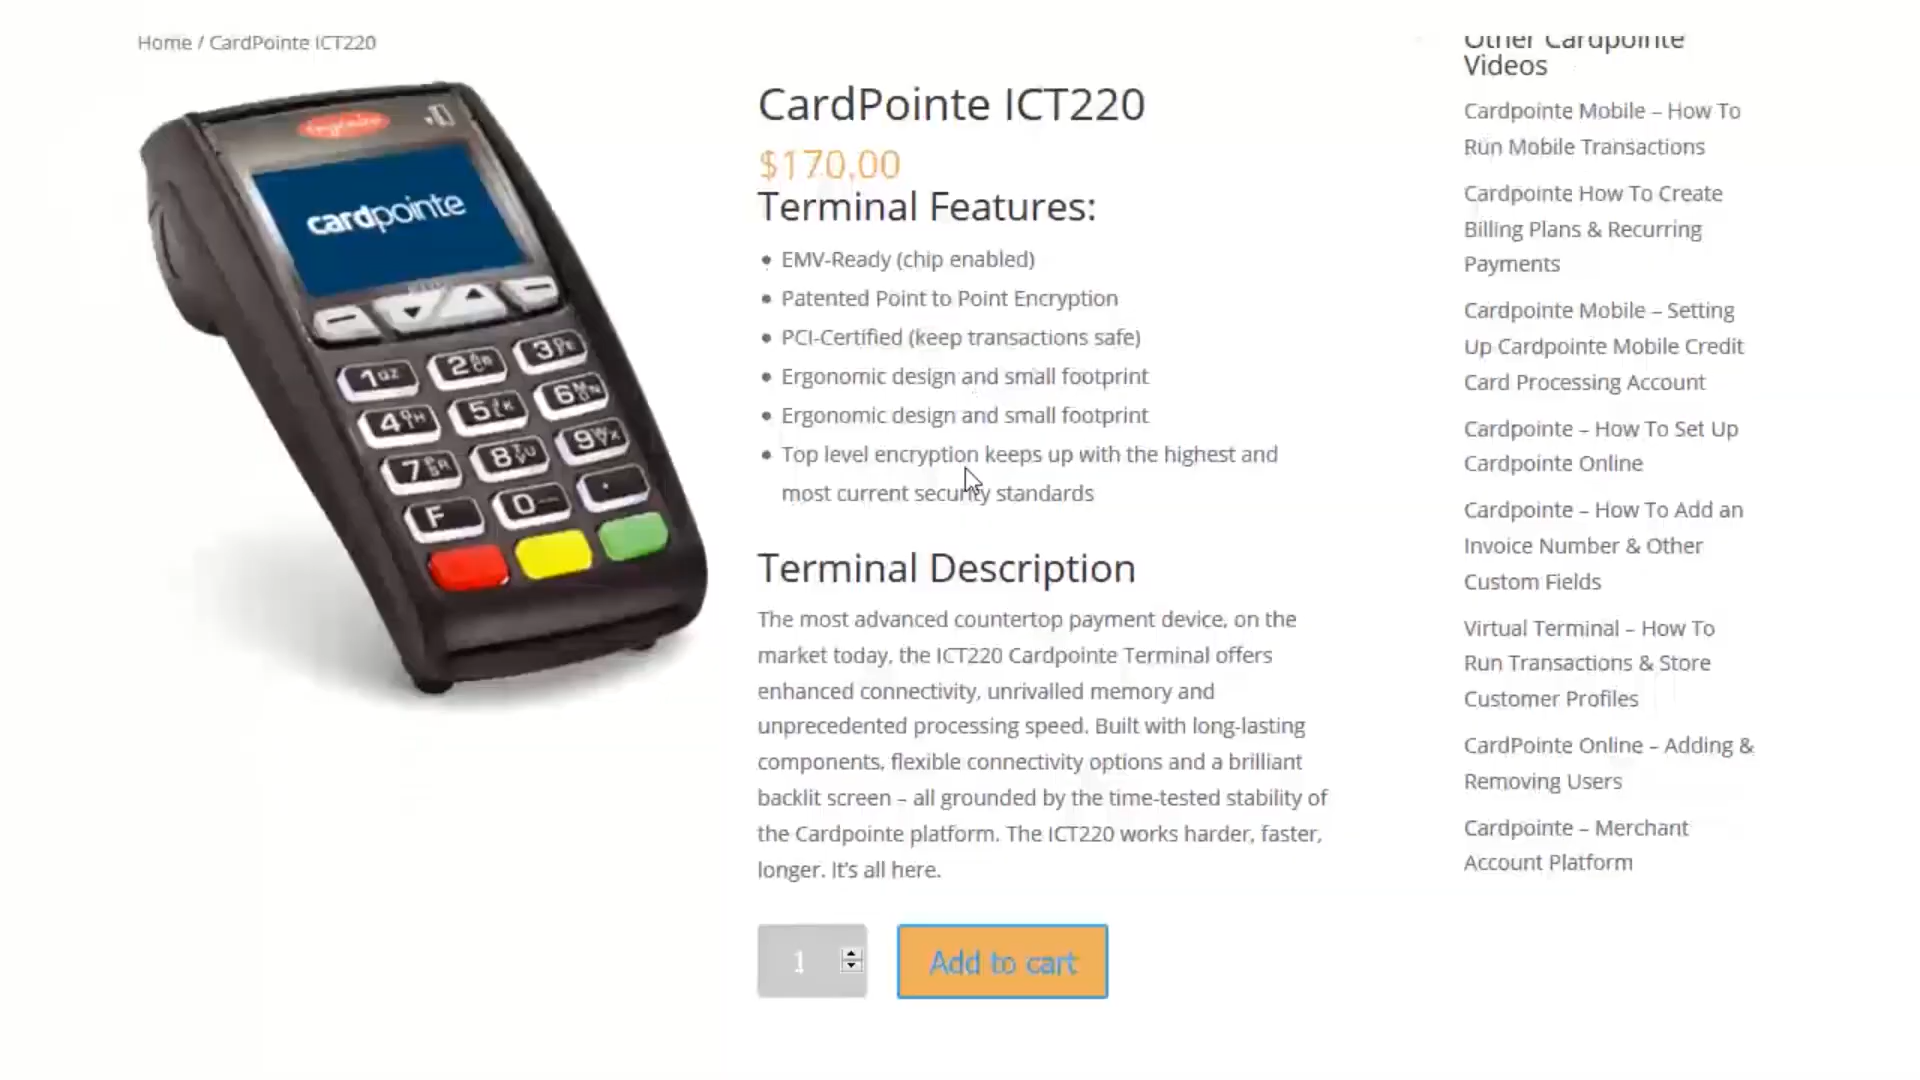 Home / CardPointe ICT220
cardpointe
1 QZ
2
3
4
5
6
7
8
9
F
0
.
CardPointe ICT220
$170.00
Terminal Features:
• EMV-Ready (chip enabled)
• Patented Point to Point Encryption
• PCI-Certified (keep transactions safe)
• Ergonomic design and small footprint
• Ergonomic design and small footprint
• Top level encryption keeps up with the highest and
most current security standards
Terminal Description
The most advanced countertop payment device, on the
market today, the ICT220 Cardpointe Terminal offers
enhanced connectivity, unrivalled memory and
unprecedented processing speed. Built with long-lasting
components, flexible connectivity options and a brilliant
backlit screen – all grounded by the time-tested stability of
the Cardpointe platform. The ICT220 works harder, faster,
longer. It's all here.
1
Add to cart
Other Cardpointe
Videos
Cardpointe Mobile – How To
Run Mobile Transactions
Cardpointe How To Create
Billing Plans & Recurring
Payments
Cardpointe Mobile – Setting
Up Cardpointe Mobile Credit
Card Processing Account
Cardpointe – How To Set Up
Cardpointe Online
Cardpointe – How To Add an
Invoice Number & Other
Custom Fields
Virtual Terminal – How To
Run Transactions & Store
Customer Profiles
CardPointe Online – Adding &
Removing Users
Cardpointe – Merchant
Account Platform